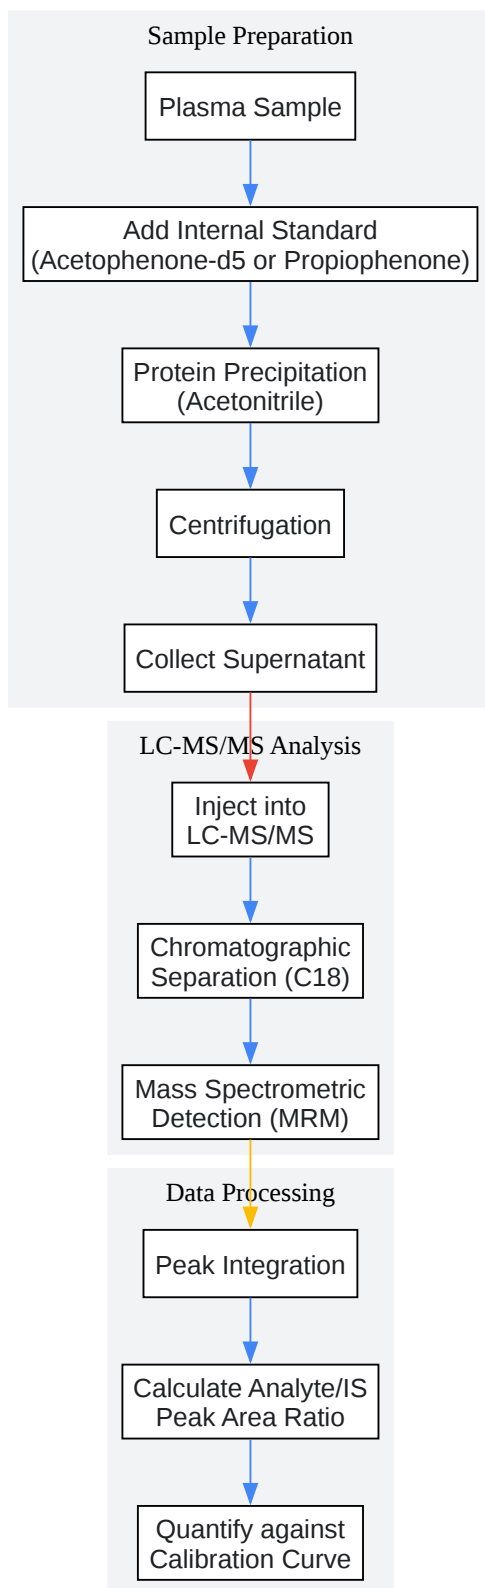 Sample Preparation
Plasma Sample
Add Internal Standard
(Acetophenone-d5 or Propiophenone)
Protein Precipitation
(Acetonitrile)
Centrifugation
Collect Supernatant
LC-MS/MS Analysis
Inject into
LC-MS/MS
Chromatographic
Separation (C18)
Mass Spectrometric
Detection (MRM)
Data Processing
Peak Integration
Calculate Analyte/IS
Peak Area Ratio
Quantify against
Calibration Curve